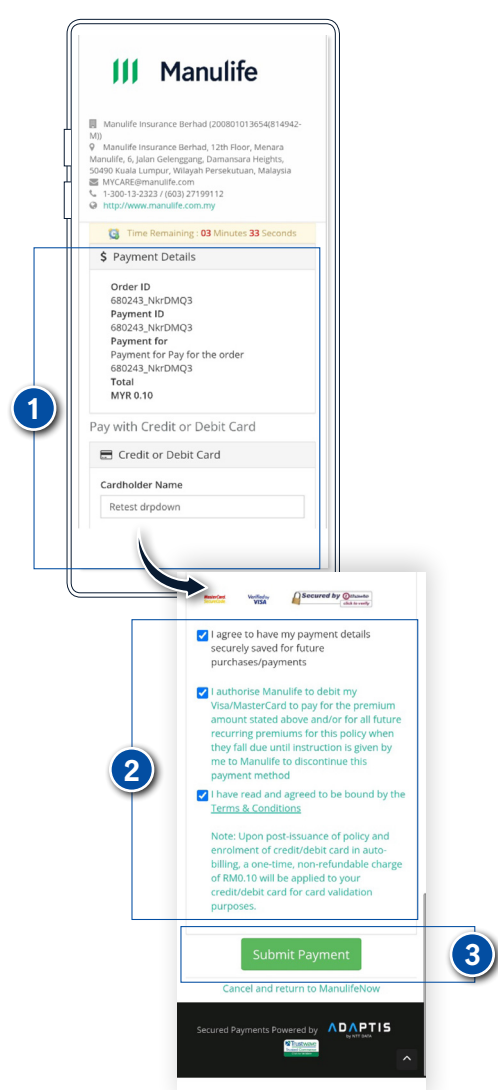 Manulife
Manulife Insurance Berhad (200801013654(814942-
M))
Manulife Insurance Berhad, 12th Floor, Menara
Manulife, 6, Jalan Gelenggang, Damansara Heights,
50490 Kuala Lumpur, Wilayah Persekutuan, Malaysia
MYCARE@manulife.com
1-300-13-2323 / (603) 27199112
http://www.manulife.com.my
Time Remaining : 03 Minutes 33 Seconds
$ Payment Details
Order ID
680243_NkrDMQ3
Payment ID
680243_NkrDMQ3
Payment for
Payment for Pay for the order
680243_NkrDMQ3
Total
MYR 0.10
1
Pay with Credit or Debit Card
Credit or Debit Card
Cardholder Name
Retest drpdown
MasterCard
Verified by
VISA
Secured by
click to verify
I agree to have my payment details
securely saved for future
purchases/payments
I authorise Manulife to debit my
Visa/MasterCard to pay for the premium
amount stated above and/or for all future
recurring premiums for this policy when
they fall due until instruction is given by
me to Manulife to discontinue this
payment method
2
I have read and agreed to be bound by the
Terms & Conditions
Note: Upon post-issuance of policy and
enrolment of credit/debit card in auto-
billing, a one-time, non-refundable charge
of RM0.10 will be applied to your
credit/debit card for card validation
purposes.
Submit Payment
3
Cancel and return to ManulifeNow
Secured Payments Powered by ADAPTIS
by NTT DATA
Trustwave